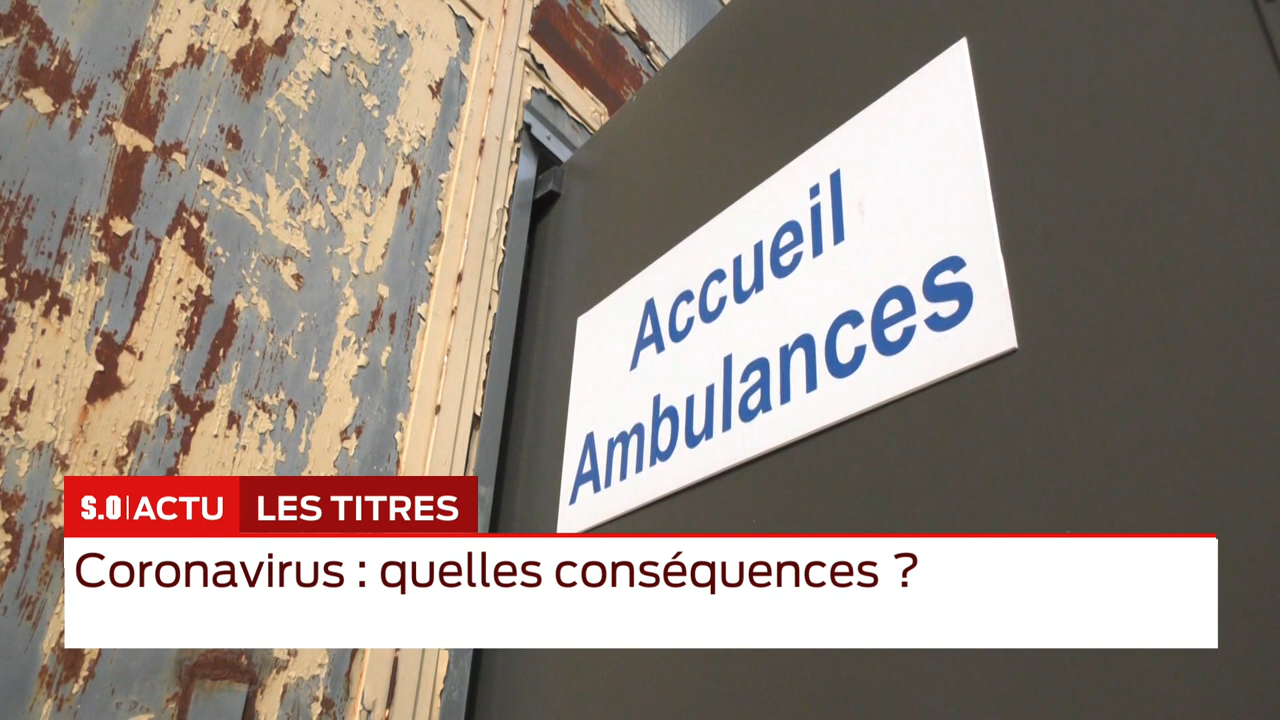 Accueil
Ambulances
S.O ACTU LES TITRES
Coronavirus : quelles conséquences ?